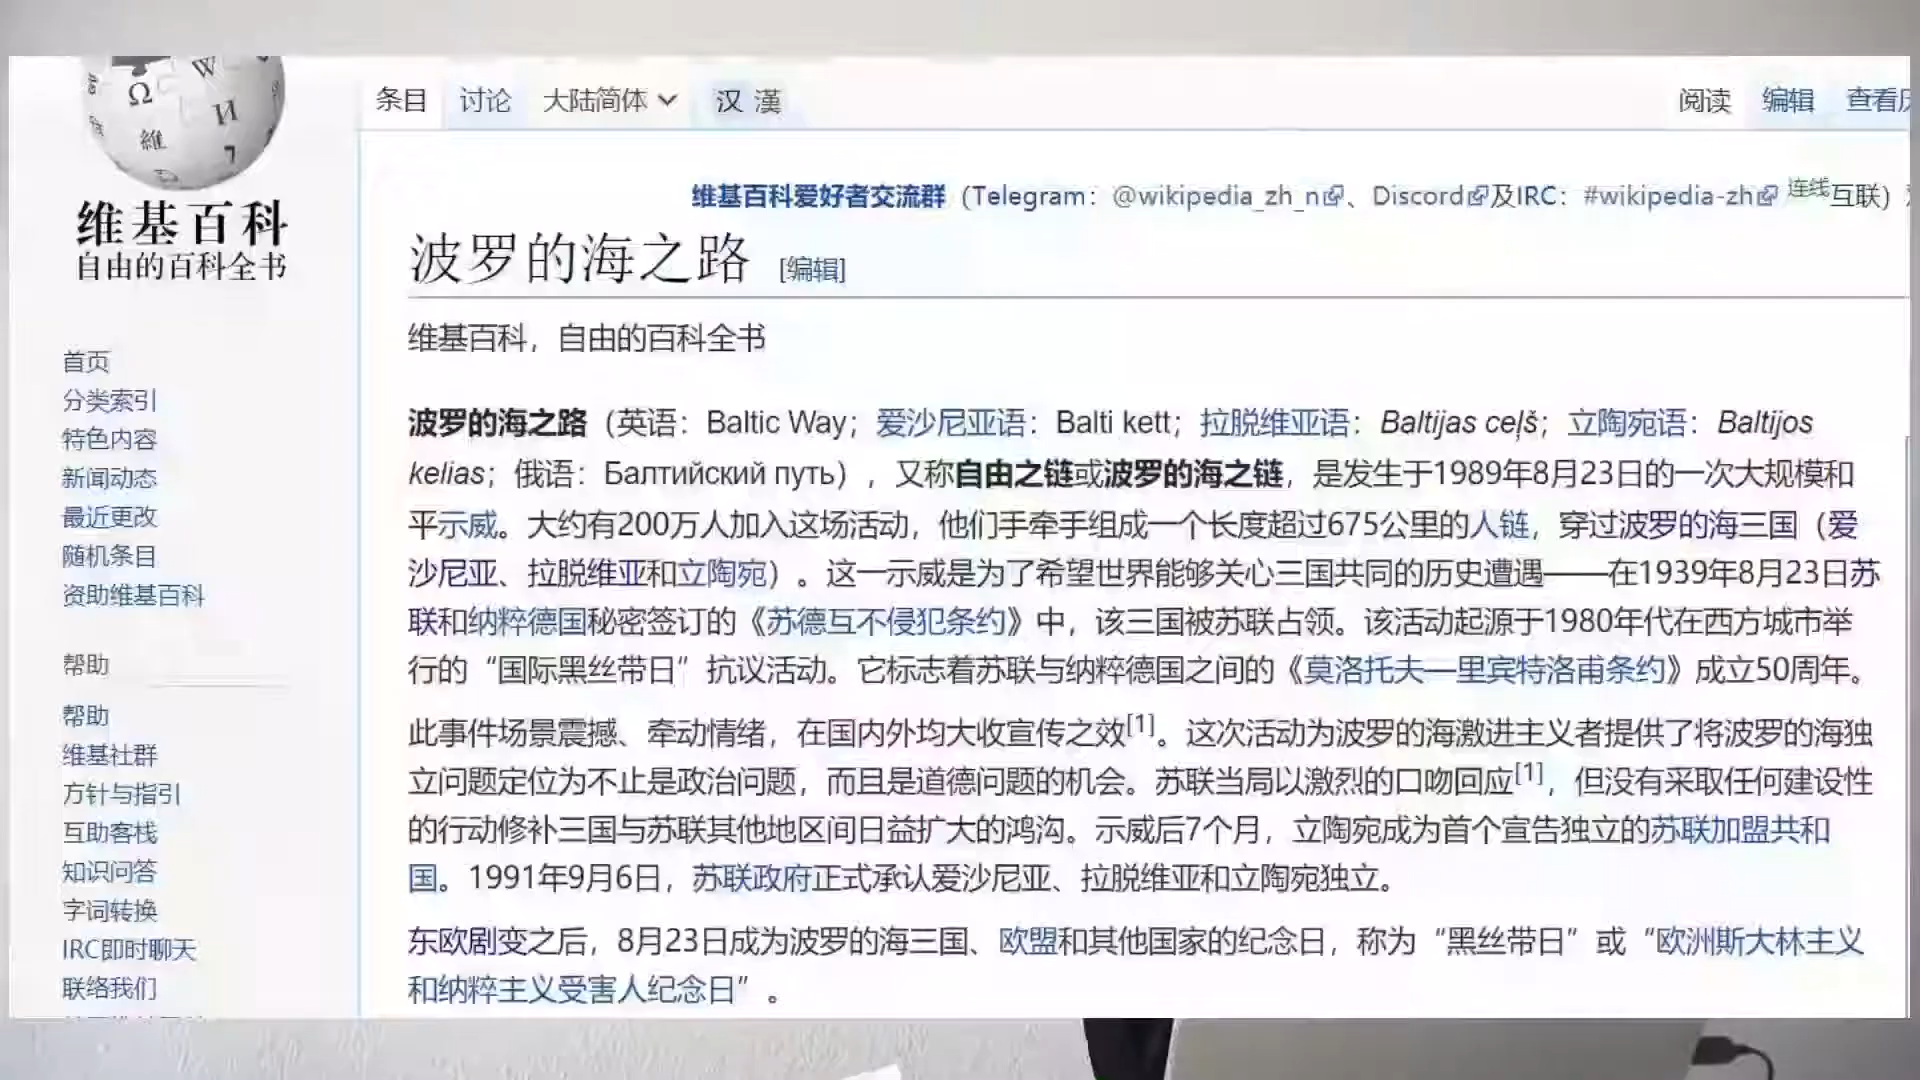 维基百科
自由的百科全书
首页
分类索引
特色内容
新闻动态
最近更改
随机条目
资助维基百科
帮助
帮助
维基社群
方针与指引
互助客栈
知识问答
字词转换
IRC即时聊天
联络我们
条目 讨论 大陆简体 汉 漢
阅读 编辑 查看历
维基百科爱好者交流群（Telegram：@wikipedia_zh_n、Discord及IRC：#wikipedia-zh 连线 互联）
波罗的海之路 [编辑]
维基百科，自由的百科全书
波罗的海之路（英语：Baltic Way；爱沙尼亚语：Balti kett；拉脱维亚语：Baltijas ceļš；立陶宛语：Baltijos
kelias；俄语：Балтийский путь），又称自由之链或波罗的海之链，是发生于1989年8月23日的一次大规模和
平示威。大约有200万人加入这场活动，他们手牵手组成一个长度超过675公里的人链，穿过波罗的海三国（爱
沙尼亚、拉脱维亚和立陶宛）。这一示威是为了希望世界能够关心三国共同的历史遭遇——在1939年8月23日苏
联和纳粹德国秘密签订的《苏德互不侵犯条约》中，该三国被苏联占领。该活动起源于1980年代在西方城市举
行的“国际黑丝带日”抗议活动。它标志着苏联与纳粹德国之间的《莫洛托夫—里宾特洛甫条约》成立50周年。
此事件场景震撼、牵动情绪，在国内外均大收宣传之效[1]。这次活动为波罗的海激进主义者提供了将波罗的海独
立问题定位为不止是政治问题，而且是道德问题的机会。苏联当局以激烈的口吻回应[1]，但没有采取任何建设性
的行动修补三国与苏联其他地区间日益扩大的鸿沟。示威后7个月，立陶宛成为首个宣告独立的苏联加盟共和
国。1991年9月6日，苏联政府正式承认爱沙尼亚、拉脱维亚和立陶宛独立。
东欧剧变之后，8月23日成为波罗的海三国、欧盟和其他国家的纪念日，称为“黑丝带日”或“欧洲斯大林主义
和纳粹主义受害人纪念日”。